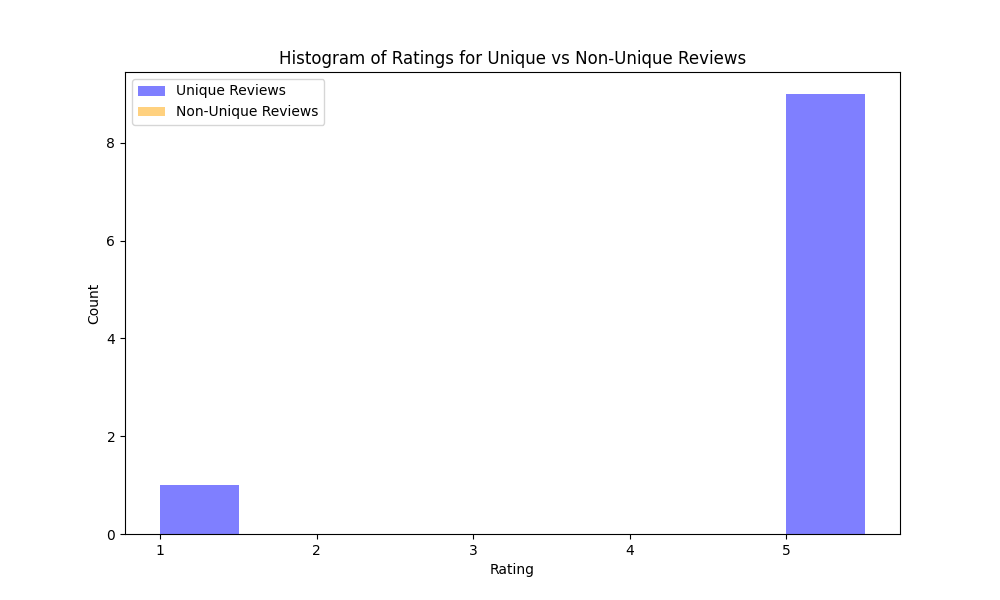 Histogram of Ratings for Unique vs Non-Unique Reviews
Unique Reviews
Non-Unique Reviews
Count
8
6
4
2
0
1 2 3 4 5
Rating